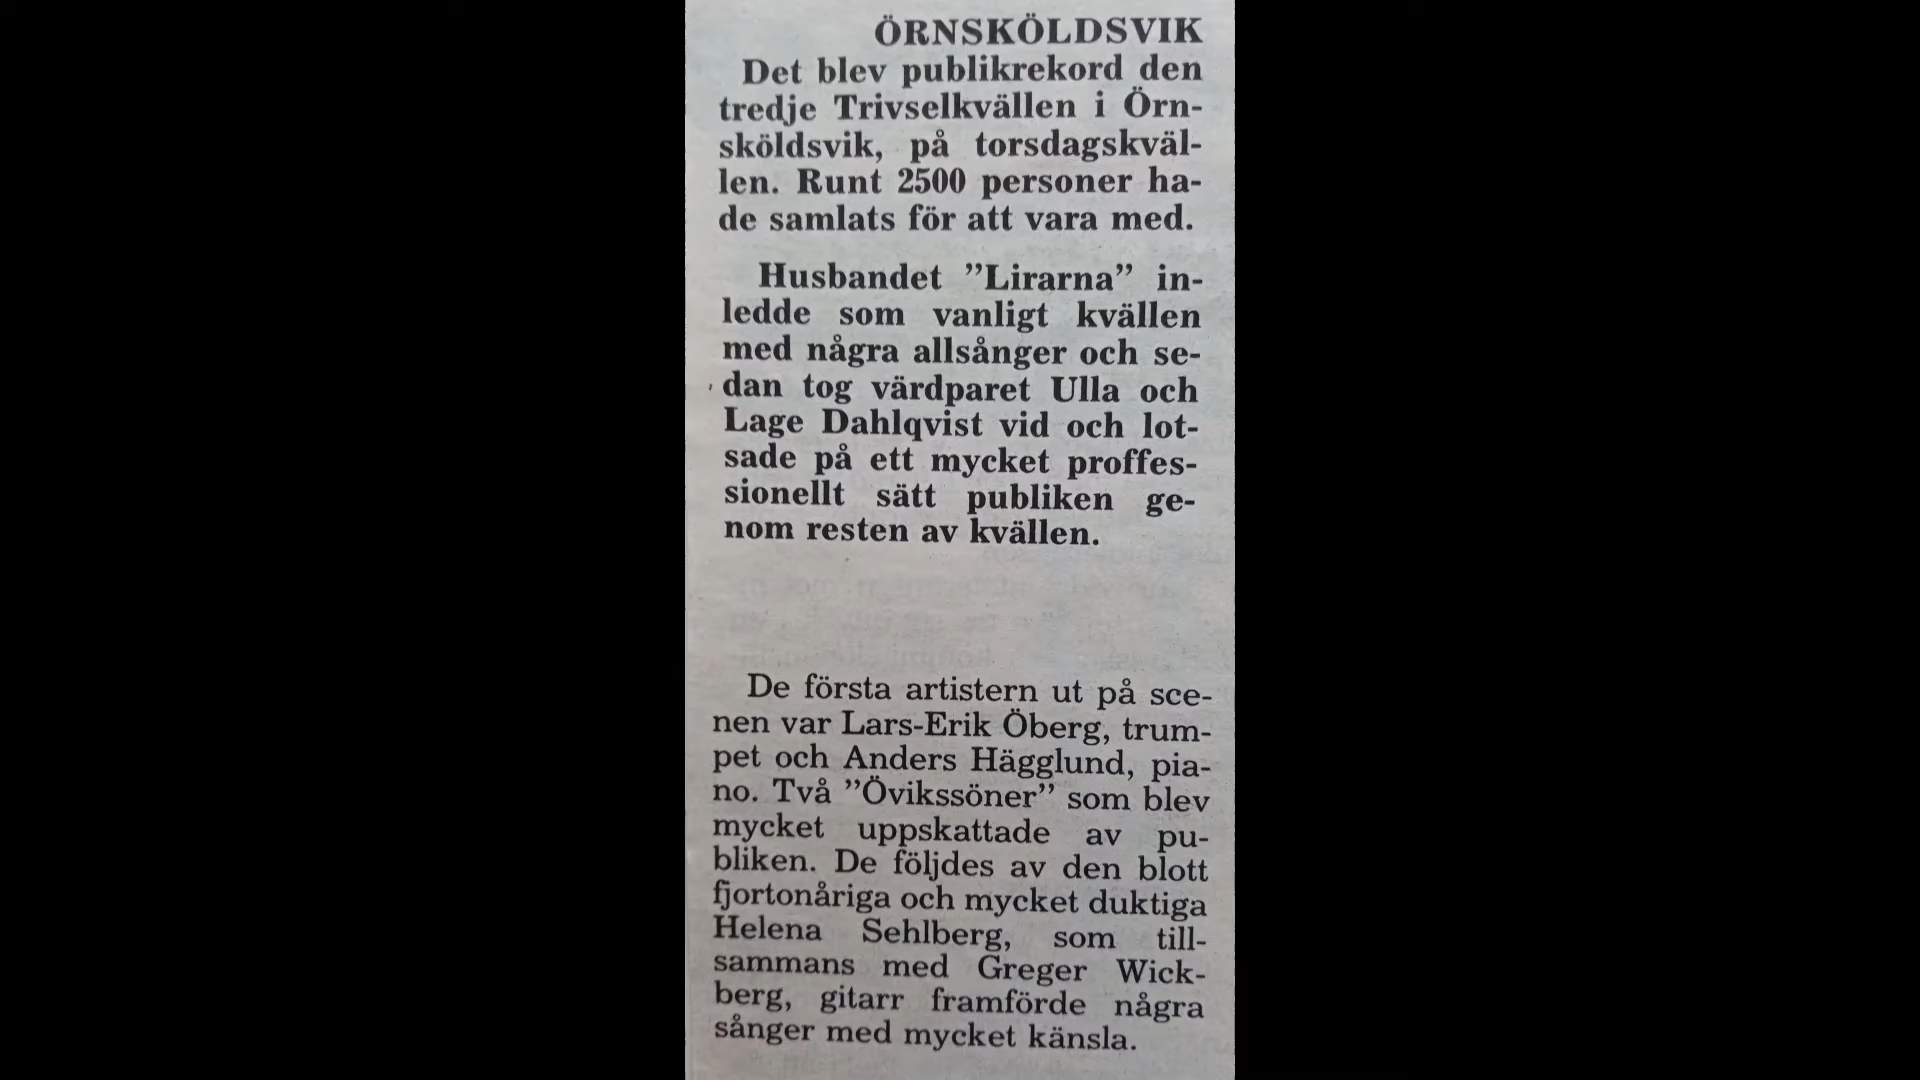 ÖRNSKÖLDSVIK
Det blev publikrekord den
tredje Trivselkvällen i Örn-
sköldsvik, på torsdagskväl-
len. Runt 2500 personer ha-
de samlats för att vara med.
Husbandet ”Lirarna” in-
ledde som vanligt kvällen
med några allsånger och se-
dan tog värdparet Ulla och
Lage Dahlqvist vid och lot-
sade på ett mycket proffes-
sionellt sätt publiken ge-
nom resten av kvällen.
De första artistern ut på sce-
nen var Lars-Erik Öberg, trum-
pet och Anders Hägglund, pia-
no. Två ”Övikssöner” som blev
mycket uppskattade av pu-
bliken. De följdes av den blott
fjortonåriga och mycket duktiga
Helena Sehlberg, som till-
sammans med Greger Wick-
berg, gitarr framförde några
sånger med mycket känsla.